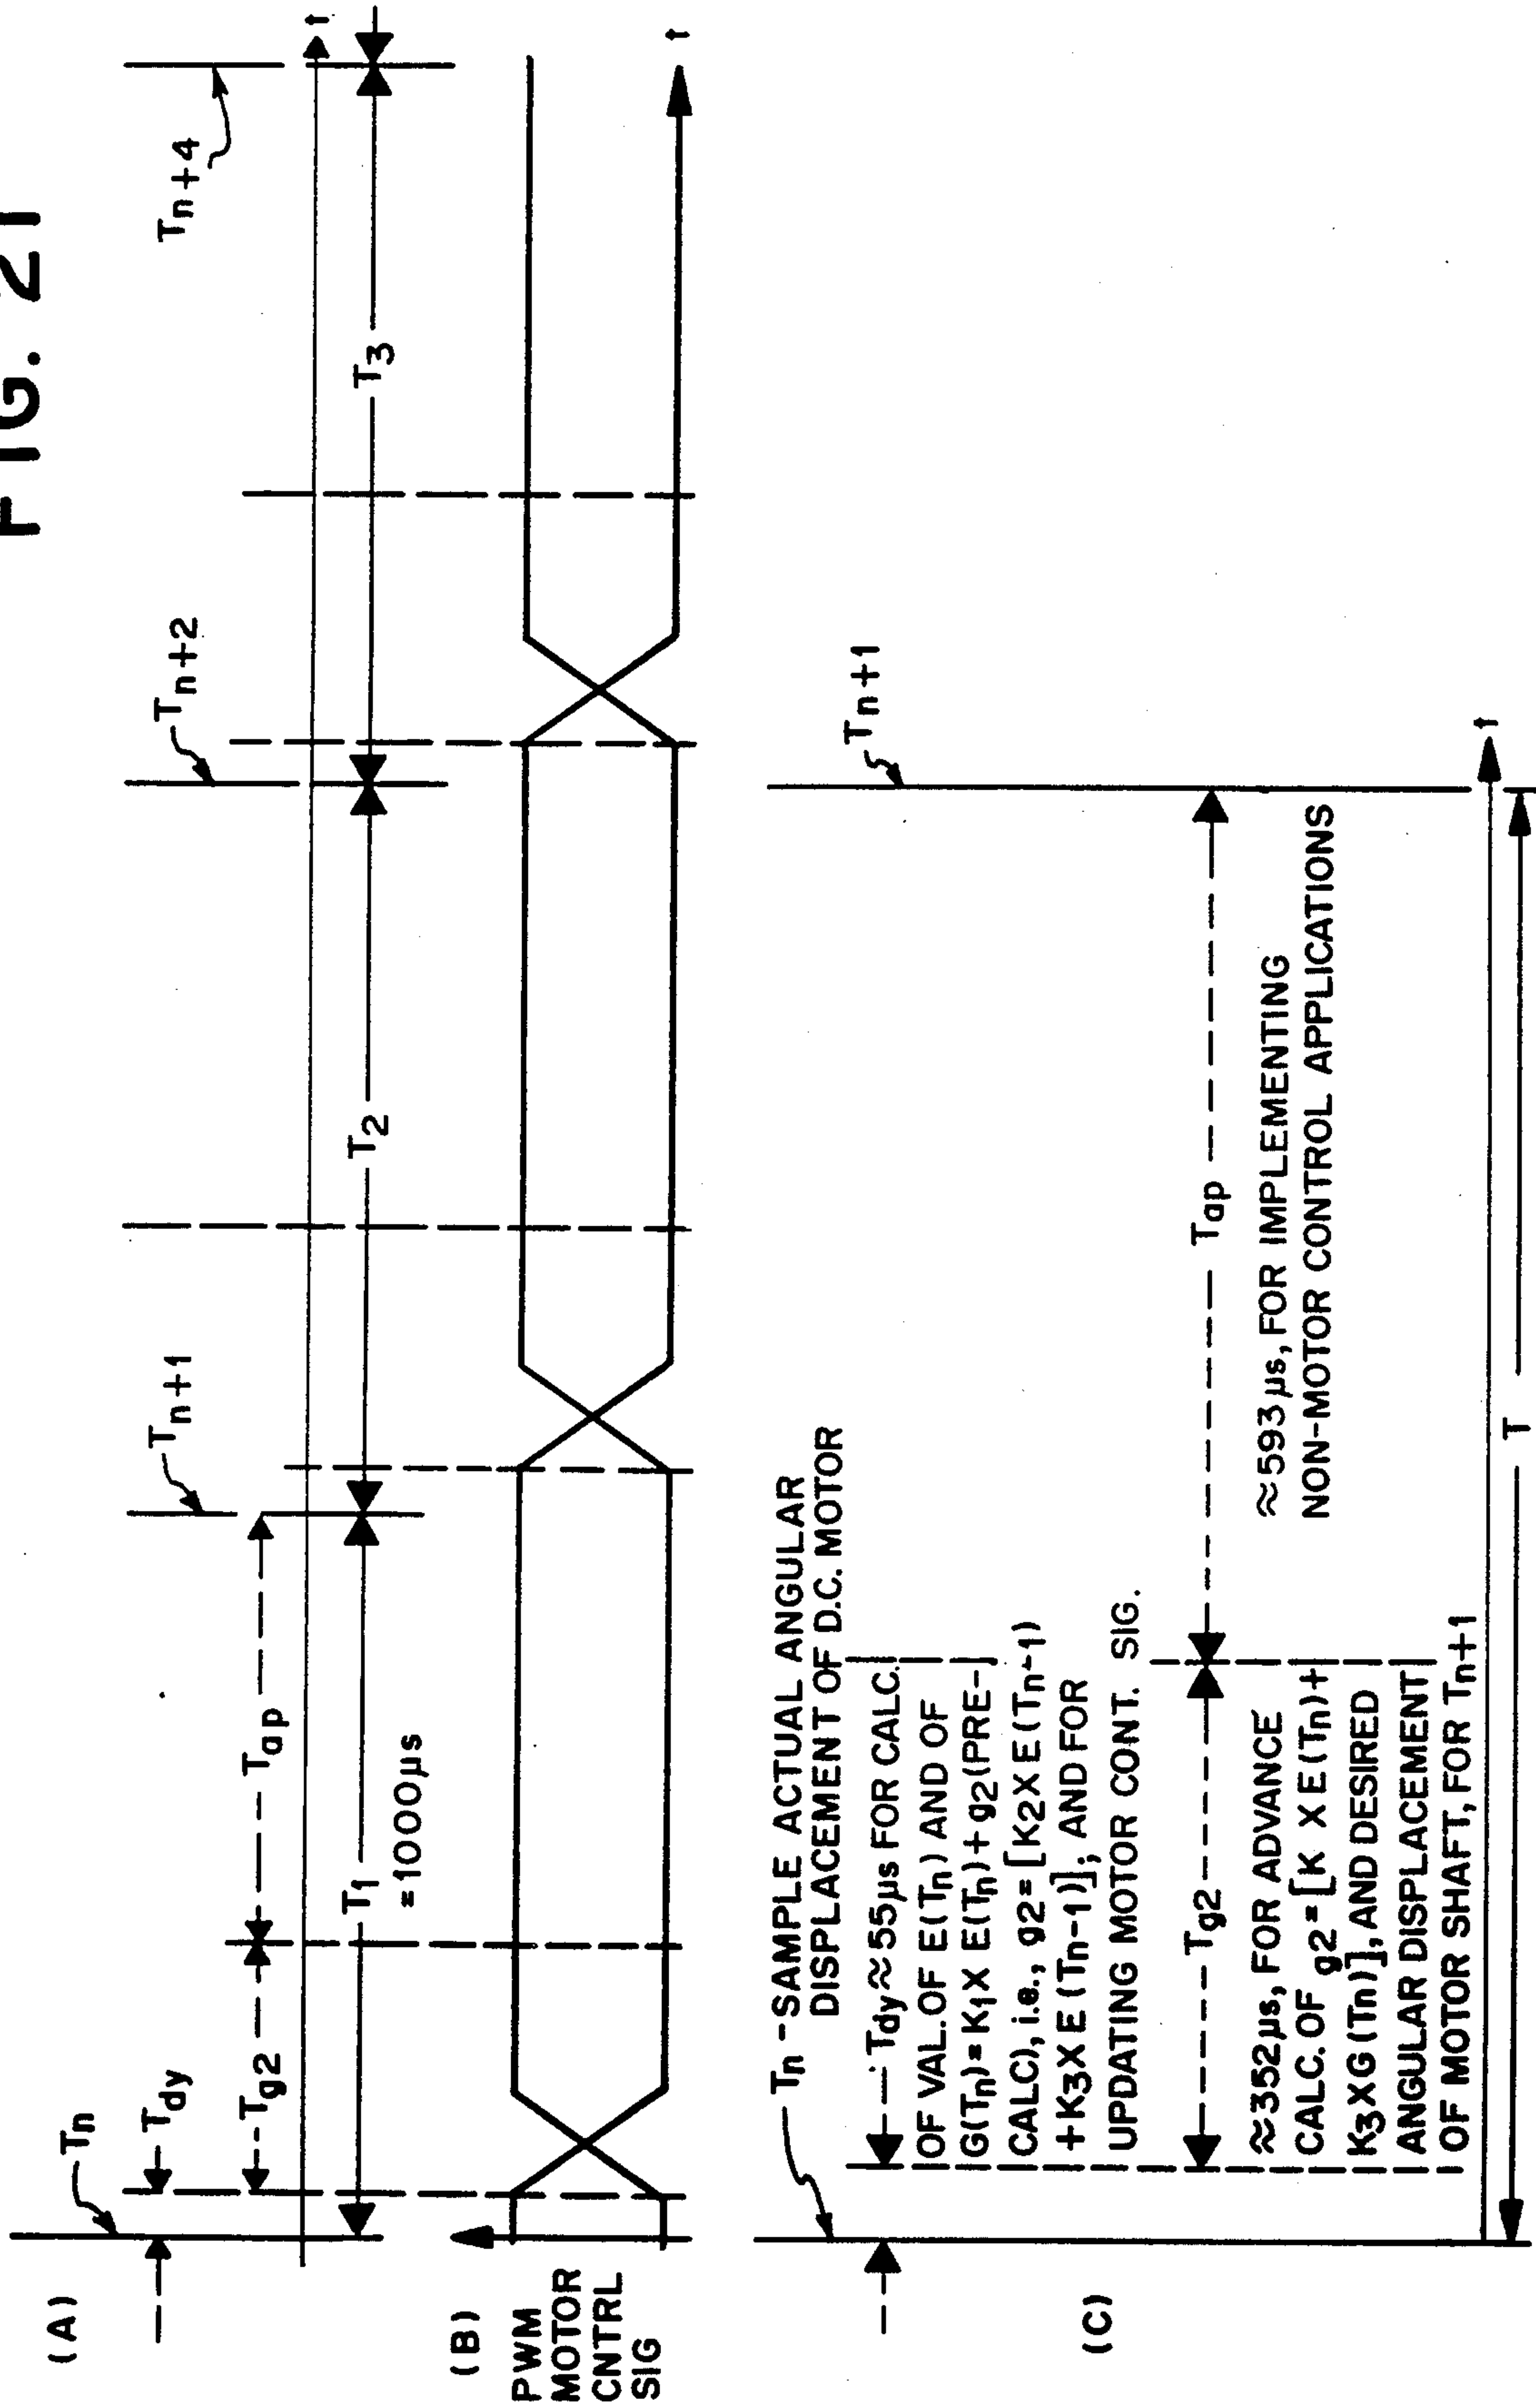 FIG. 21
(A)
Tn
Tn+1
Tn+2
Tn+4
t
Tdy
Tg2
Tap
T1
=1000µs
T2
T3
(B)
PWM
MOTOR
CNTRL
SIG
t
(C)
Tn-SAMPLE ACTUAL ANGULAR
DISPLACEMENT OF D.C. MOTOR
Tn+1
Tdy≈55µs FOR CALC.
OF VAL. OF E(Tn) AND OF
G(Tn)=K1X E(Tn)+g2(PRE-
CALC), i.e., g2=[K2X E(Tn-1)
+K3X E(Tn-1)], AND FOR
UPDATING MOTOR CONT. SIG.
Tg2
Tap
≈352µs, FOR ADVANCE
CALC. OF g2=[K X E(Tn)+
K3XG(Tn)], AND DESIRED
ANGULAR DISPLACEMENT
OF MOTOR SHAFT, FOR Tn+1
≈593µs, FOR IMPLEMENTING
NON-MOTOR CONTROL APPLICATIONS
t
T